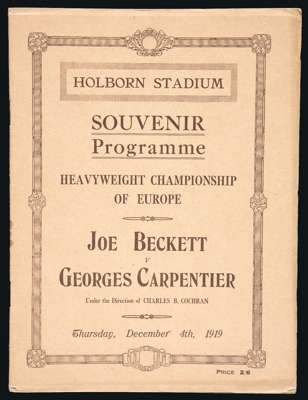 HOLBORN STADIUM
SOUVENIR
Programme
HEAVYWEIGHT CHAMPIONSHIP
OF EUROPE
JOE BECKETT
V
GEORGES CARPENTIER
Under the Direction of CHARLES B. COCHRAN
Thursday, December 4th, 1919
PRICE 2/6